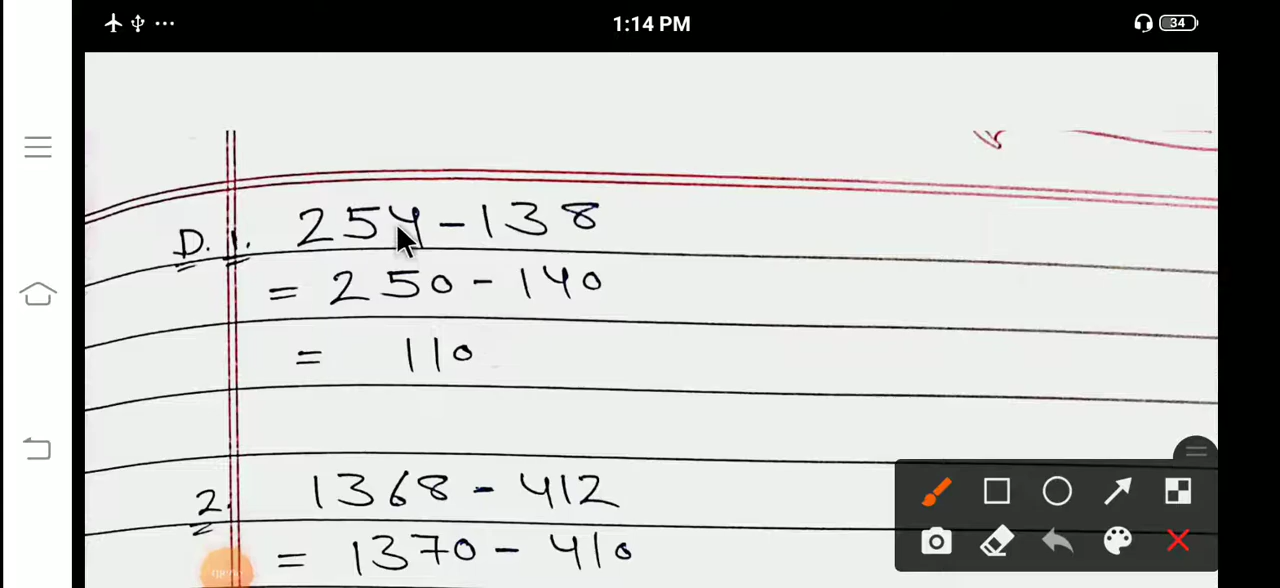 1:14 PM
34
D. 1. 254 - 138
= 250 - 140
= 110
2. 1368 - 412
= 1370 - 410